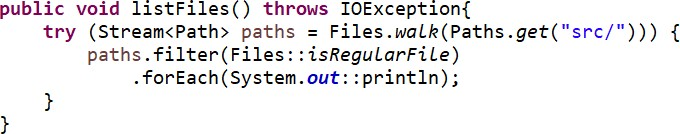 public void listFiles() throws IOException{
    try (Stream<Path> paths = Files.walk(Paths.get("src/"))) {
        paths.filter(Files::isRegularFile)
            .forEach(System.out::println);
    }
}